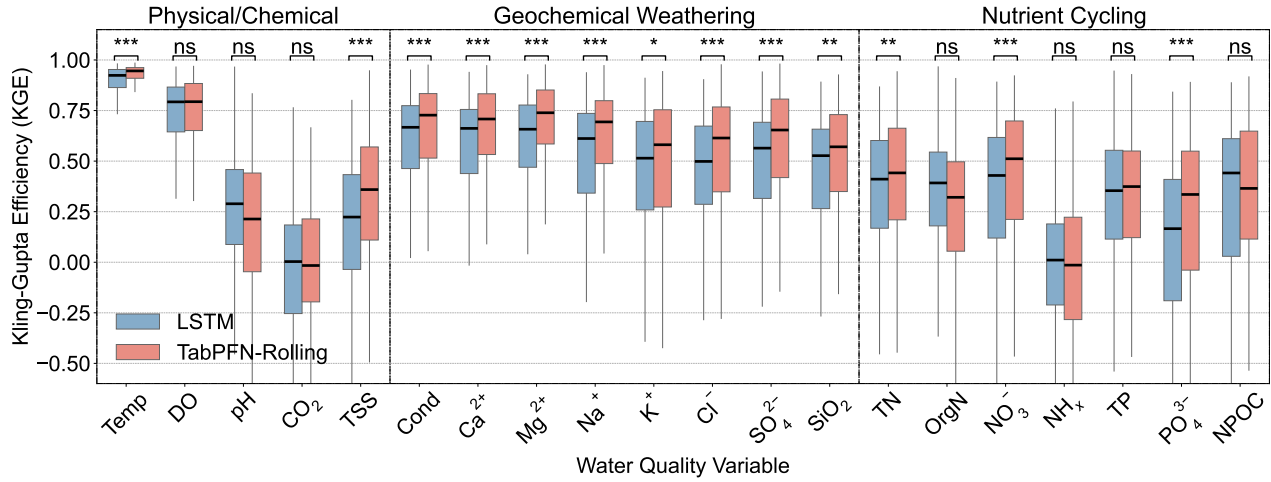 Physical/Chemical Geochemical Weathering Nutrient Cycling
*** ns ns ns *** *** *** *** *** * *** *** ** ** ns *** ns ns *** ns
Kling-Gupta Efficiency (KGE)
1.00
0.75
0.50
0.25
0.00
−0.25
−0.50
LSTM
TabPFN-Rolling
Temp DO pH CO₂ TSS Cond Ca²⁺ Mg²⁺ Na⁺ K⁺ Cl⁻ SO₄²⁻ SiO₂ TN OrgN NO₃⁻ NHₓ TP PO₄³⁻ NPOC
Water Quality Variable